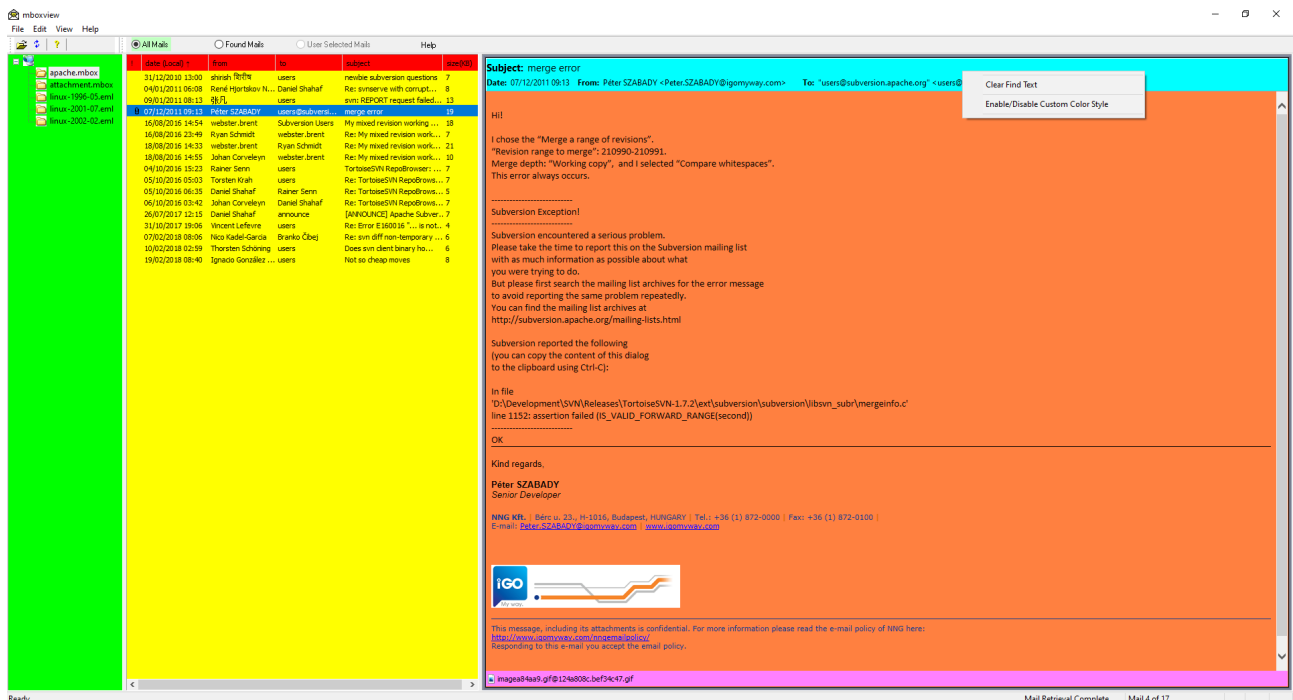 mboxview
File Edit View Help
All Mails Found Mails User Selected Mails Help
apache.mbox
attachment.mbox
linux-1996-05.eml
linux-2001-07.eml
linux-2002-02.eml
! date (Local) from to subject size(KB)
31/12/2010 13:00 shirish शिरीष users newbie subversion questions 7
04/01/2011 06:08 René Hjortskov N... Daniel Shahaf Re: svnserve with corrupt... 8
09/01/2011 08:13 张凡 users svn: REPORT request failed... 13
07/12/2011 09:13 Péter SZABADY users@subversi... merge error 19
16/08/2016 14:54 webster.brent Subversion Users My mixed revision working ... 18
16/08/2016 23:49 Ryan Schmidt webster.brent Re: My mixed revision work... 7
18/08/2016 14:33 webster.brent Ryan Schmidt Re: My mixed revision work... 21
18/08/2016 14:55 Johan Corveleyn webster.brent Re: My mixed revision work... 10
04/10/2016 15:23 Rainer Senn users TortoiseSVN RepoBrowser: ... 7
05/10/2016 05:03 Torsten Krah users Re: TortoiseSVN RepoBrows... 7
05/10/2016 06:35 Daniel Shahaf Rainer Senn Re: TortoiseSVN RepoBrows... 5
06/10/2016 03:42 Johan Corveleyn Daniel Shahaf Re: TortoiseSVN RepoBrows... 7
26/07/2017 12:15 Daniel Shahaf announce [ANNOUNCE] Apache Subver... 7
31/10/2017 19:06 Vincent Lefevre users Re: Error E160016 "... is not... 4
07/02/2018 08:06 Nico Kadel-Garcia Branko Čibej Re: svn diff non-temporary ... 6
10/02/2018 02:59 Thorsten Schöning users Does svn client binary ho... 6
19/02/2018 08:40 Ignacio González ... users Not so cheap moves 8
Subject: merge error
Date: 07/12/2011 09:13 From: Péter SZABADY <Peter.SZABADY@igomyway.com> To: "users@subversion.apache.org" <users@
Clear Find Text
Enable/Disable Custom Color Style
Hi!
I chose the “Merge a range of revisions”.
“Revision range to merge”: 210990-210991.
Merge depth: “Working copy”, and I selected “Compare whitespaces”.
This error always occurs.
---------------------------
Subversion Exception!
---------------------------
Subversion encountered a serious problem.
Please take the time to report this on the Subversion mailing list
with as much information as possible about what
you were trying to do.
But please first search the mailing list archives for the error message
to avoid reporting the same problem repeatedly.
You can find the mailing list archives at
http://subversion.apache.org/mailing-lists.html
Subversion reported the following
(you can copy the content of this dialog
to the clipboard using Ctrl-C):
In file
'D:\Development\SVN\Releases\TortoiseSVN-1.7.2\ext\subversion\subversion\libsvn_subr\mergeinfo.c'
line 1152: assertion failed (IS_VALID_FORWARD_RANGE(second))
---------------------------
OK
Kind regards,
Péter SZABADY
Senior Developer
NNG Kft. | Bérc u. 23., H-1016, Budapest, HUNGARY | Tel.: +36 (1) 872-0000 | Fax: +36 (1) 872-0100 |
E-mail: Peter.SZABADY@igomyway.com | www.igomyway.com
iGO
My way.
This message, including its attachments is confidential. For more information please read the e-mail policy of NNG here:
http://www.igomyway.com/nngemailpolicy/
Responding to this e-mail you accept the email policy.
imagea84aa9.gif@124a808c.bef34c47.gif
Ready Mail Retrieval Complete Mail 4 of 17